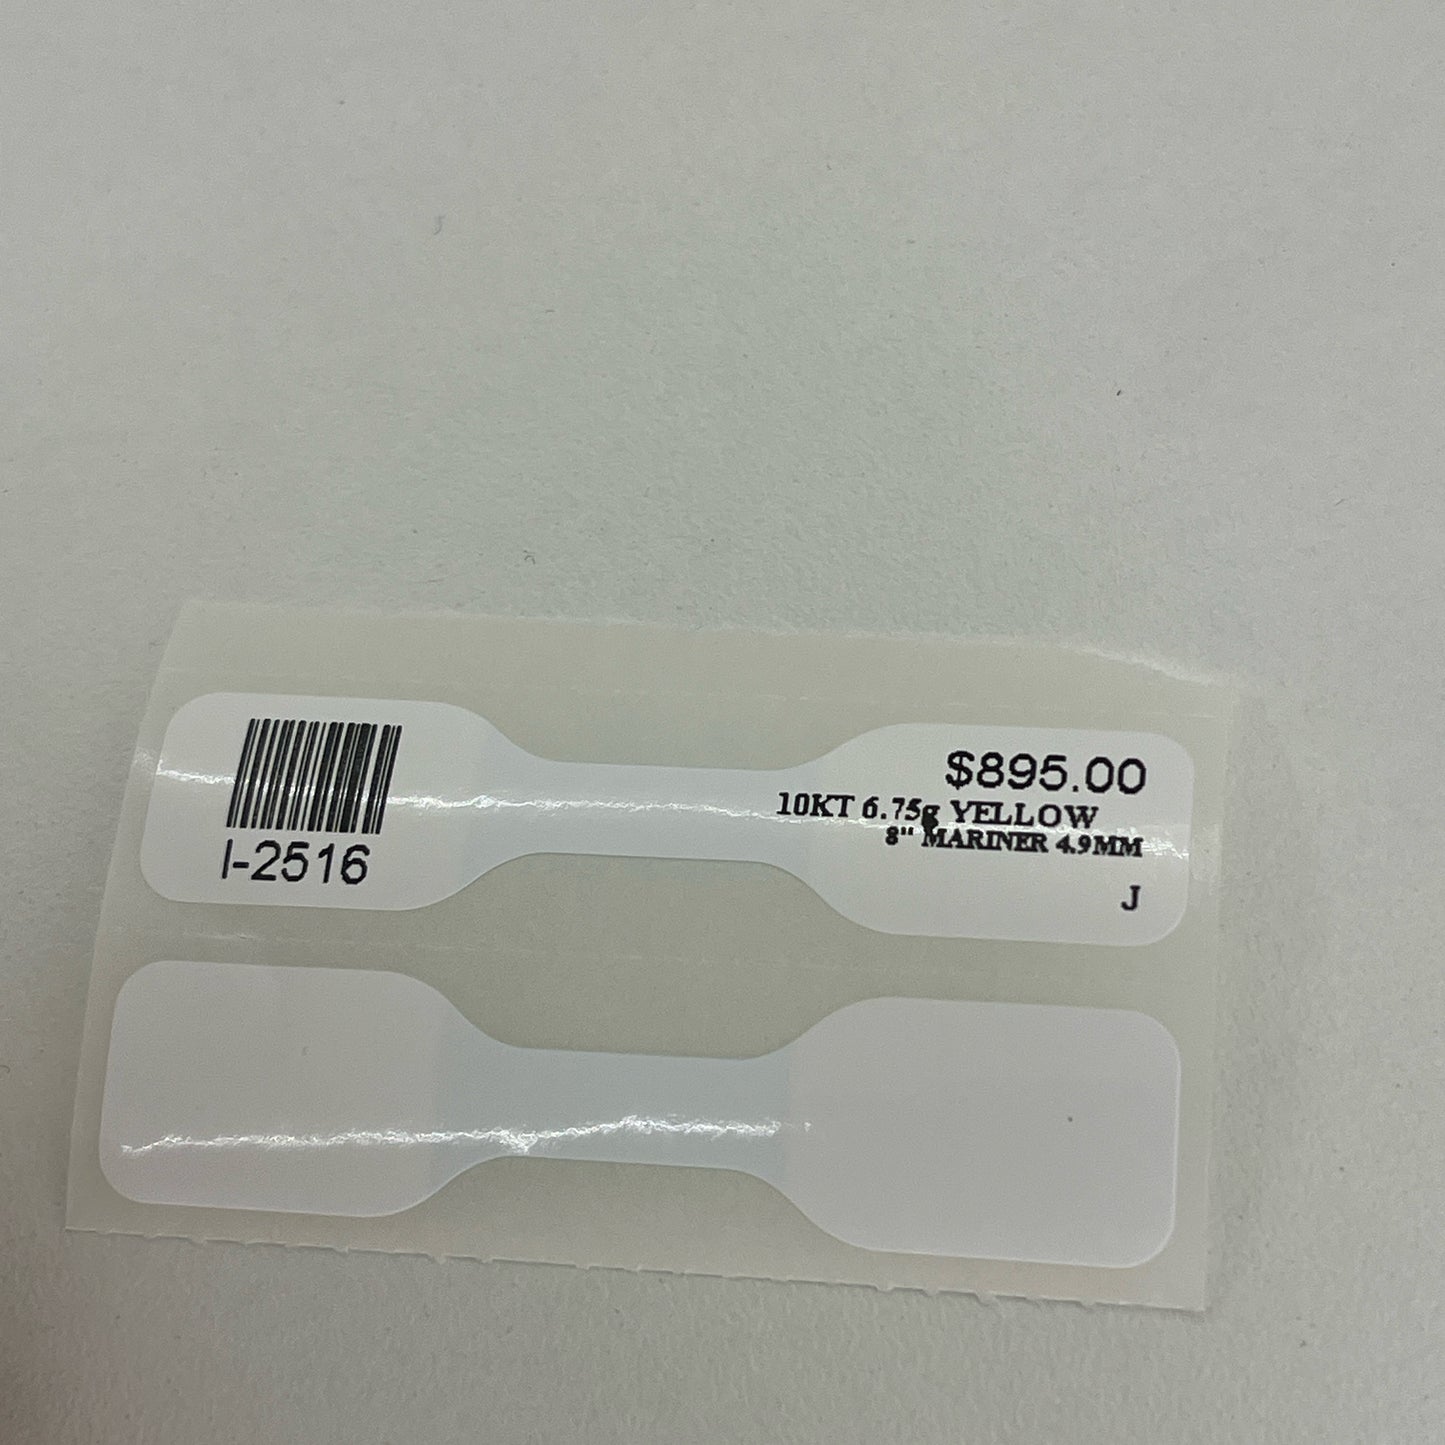 I-2516
$895.00
10KT 6.75g YELLOW
8" MARINER 4.9MM
J